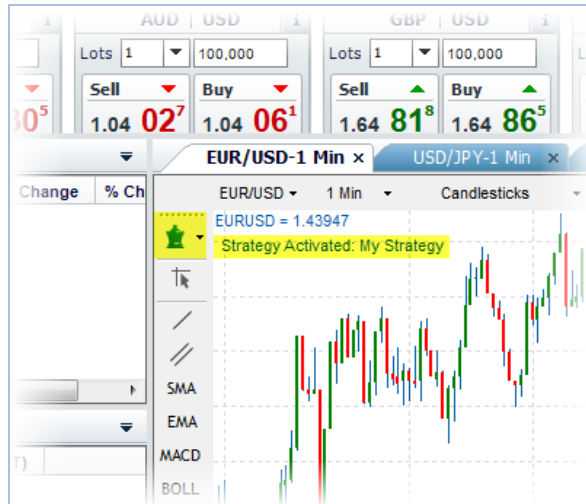 AUD | USD i
GBP | USD i
Lots 1 100,000
Lots 1 100,000
Sell Buy
Sell Buy
80⁵
1.04 02⁷ 1.04 06¹
1.64 81⁸ 1.64 86⁵
EUR/USD-1 Min x
USD/JPY-1 Min x
Change % Ch
EUR/USD 1 Min Candlesticks
EURUSD = 1.43947
Strategy Activated: My Strategy
SMA
EMA
MACD
BOLL
T)